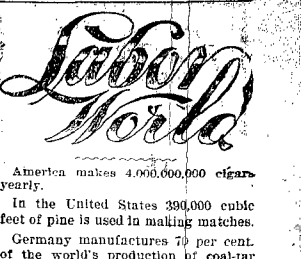 Labor
World
America makes 4,000,000,000 cigars
yearly.
In the United States 390,000 cubic
feet of pine is used in making matches.
Germany manufactures per cent.
of the world's production of coal-tar